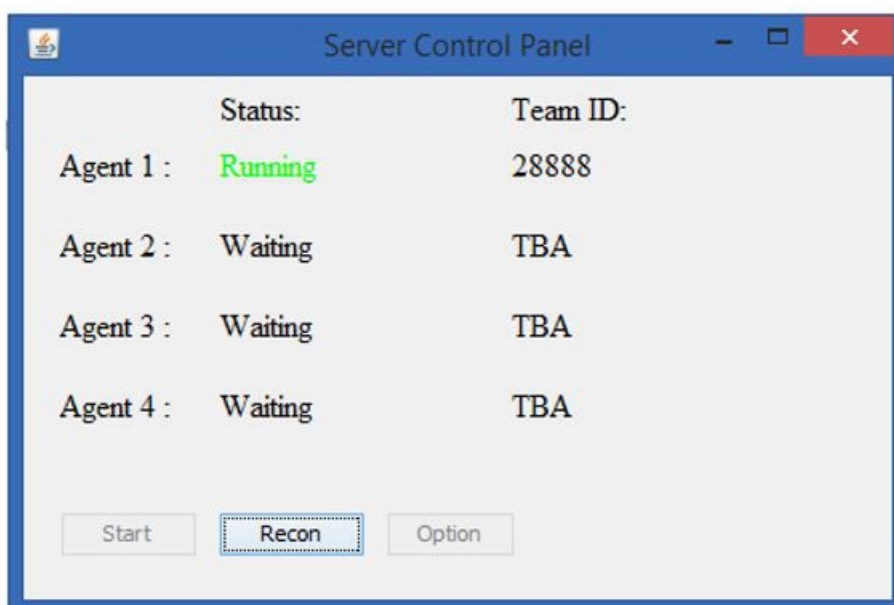 Server Control Panel
Status: Team ID:
Agent 1 : Running 28888
Agent 2 : Waiting TBA
Agent 3 : Waiting TBA
Agent 4 : Waiting TBA
Start Recon Option